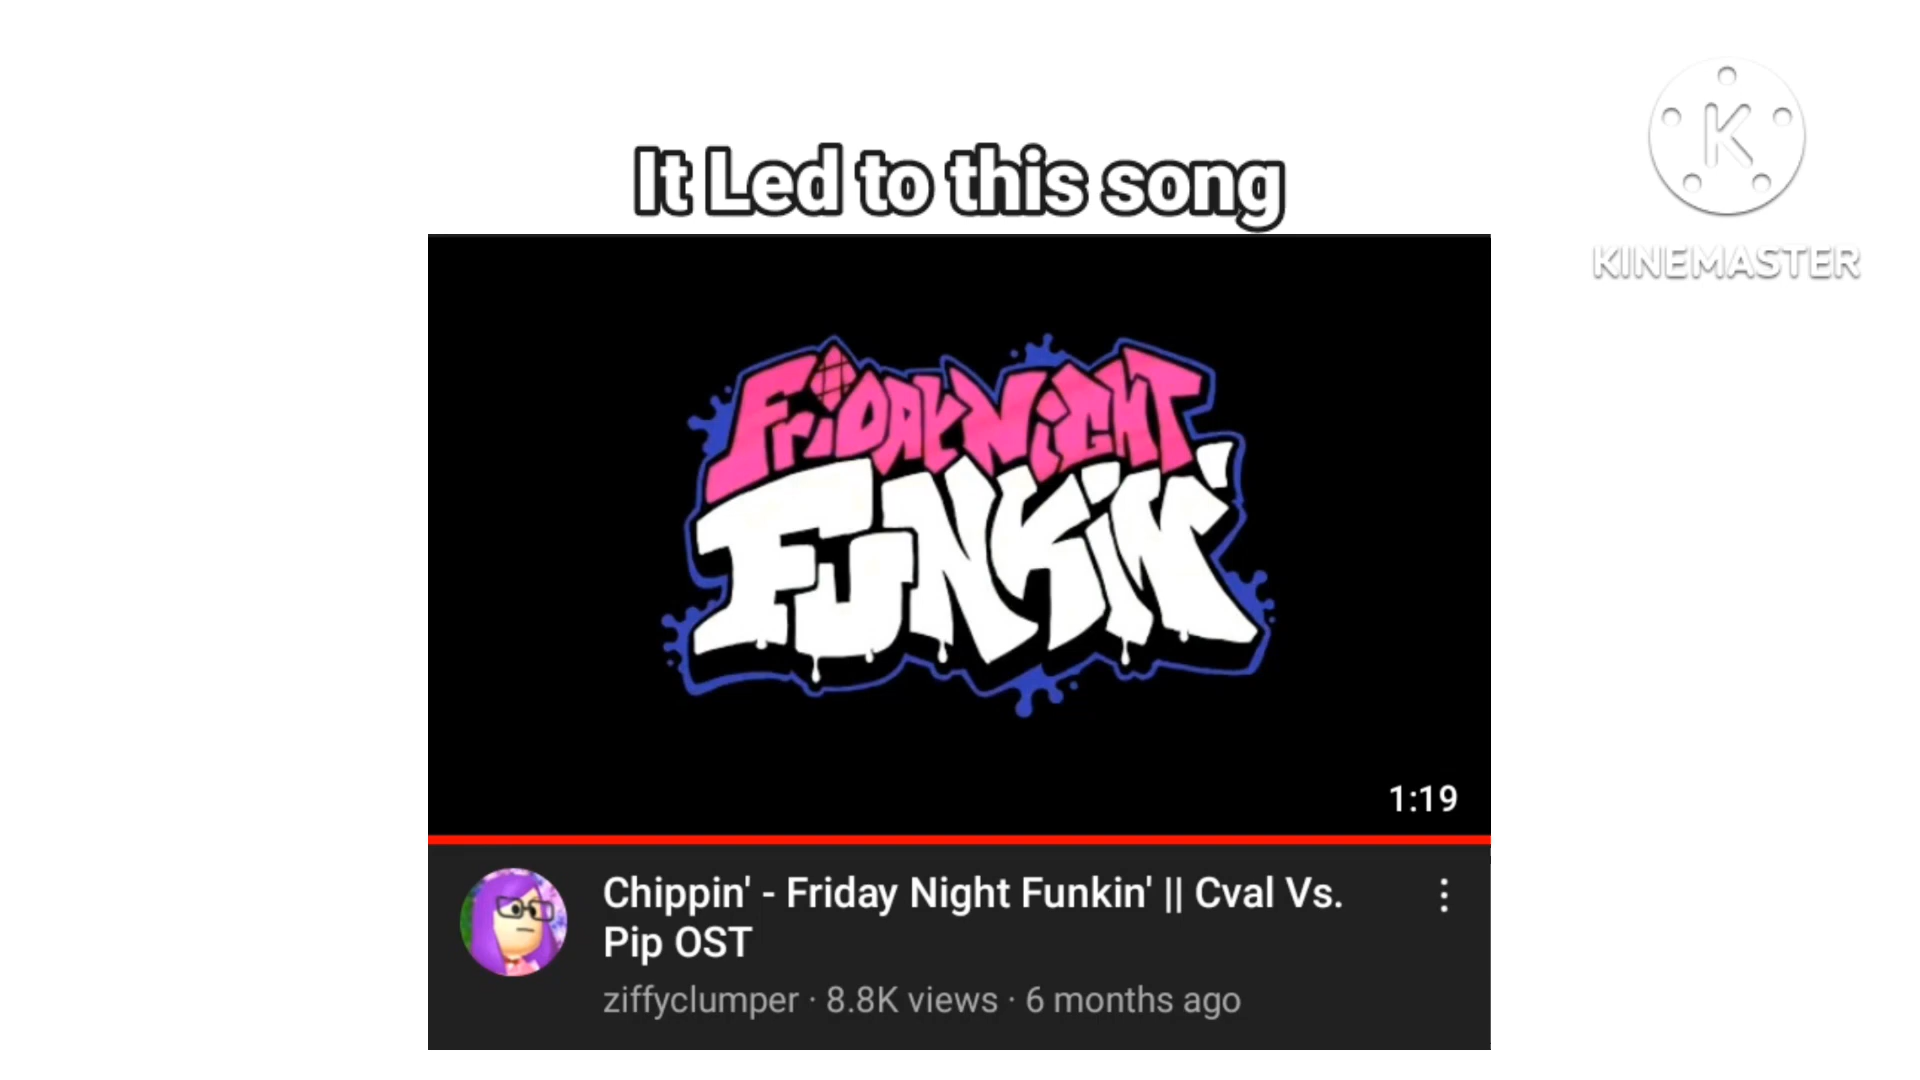 It Led to this song
K
KINEMASTER
FRiDAY NiGHT
FUNKiN'
1:19
Chippin' - Friday Night Funkin' || Cval Vs.
Pip OST
ziffyclumper · 8.8K views · 6 months ago